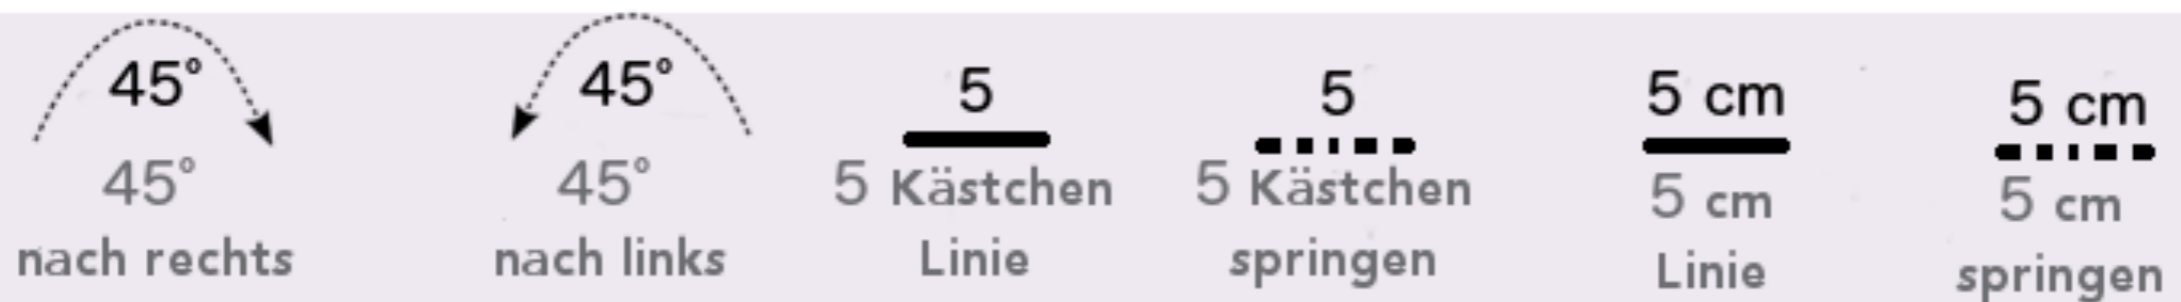 45°
45°
nach rechts
45°
45°
nach links
5
5 Kästchen
Linie
5
5 Kästchen
springen
5 cm
5 cm
Linie
5 cm
5 cm
springen